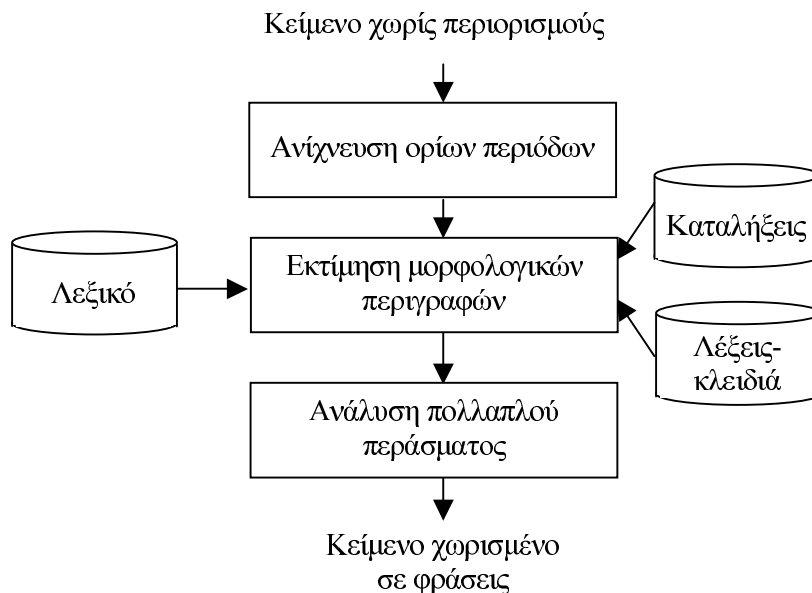 Κείμενο χωρίς περιορισμούς
Ανίχνευση ορίων περιόδων
Καταλήξεις
Λεξικό
Εκτίμηση μορφολογικών
περιγραφών
Λέξεις-
κλειδιά
Ανάλυση πολλαπλού
περάσματος
Κείμενο χωρισμένο
σε φράσεις